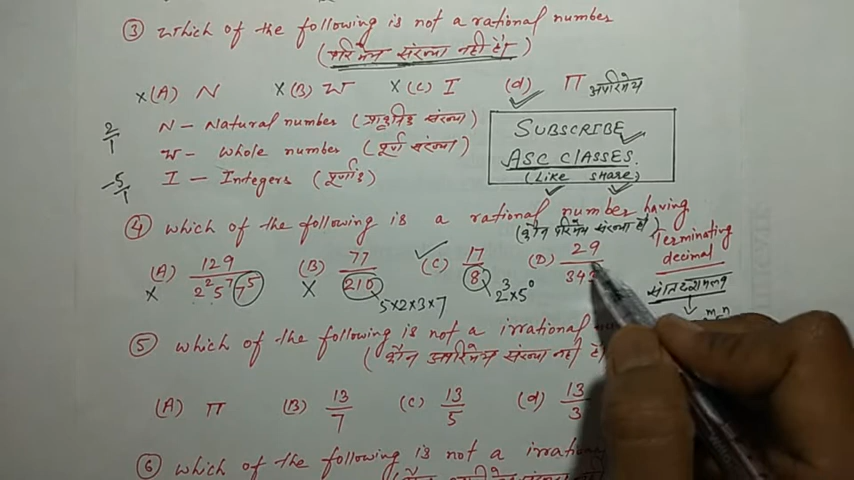 ③ Which of the following is not a rational number
(परिमेय संख्या नही है।)
×(A) N ×(B) W ×(C) I (d) π अपरिमेय
2/1 N – Natural number (प्राकृतिक संख्या)
W – Whole number (पूर्ण संख्या)
-5/1 I – Integers (पूर्णांक)
SUBSCRIBE
ASC CLASSES.
(Like share)
④ which of the following is a rational number having
Terminating
decimal
(कौन परिमेय संख्या है)
(A) 129/2²5⁷7⁵ (B) 77/210 (C) 17/8 (D) 29/343
× × 5×2×3×7 2³×5⁰
m n
⑤ which of the following is not a irrational
(कौन अपरिमेय संख्या नहीं है
(A) π (B) 13/7 (C) 13/5 (d) 13/3
⑥ which of the following is not a